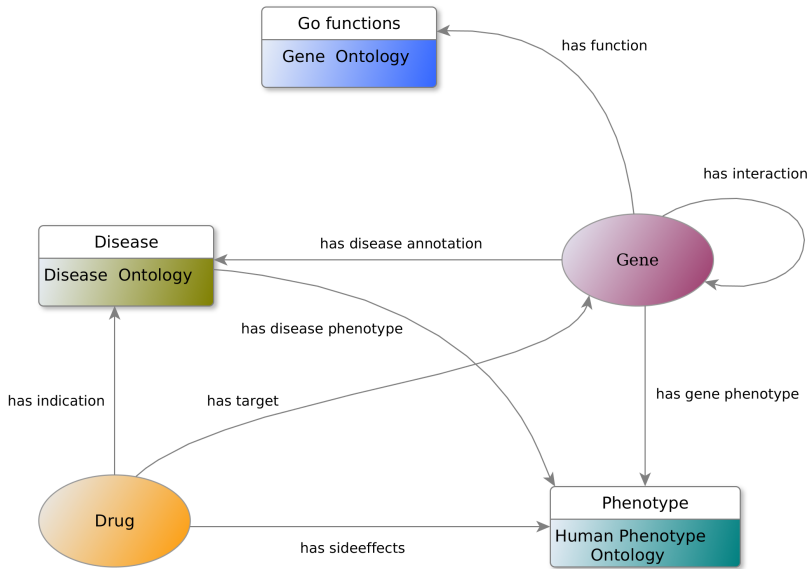 Go functions
Gene Ontology
has function
has interaction
Disease
Disease Ontology
has disease annotation
Gene
has disease phenotype
has indication
has target
has gene phenotype
Drug
has sideeffects
Phenotype
Human Phenotype
Ontology